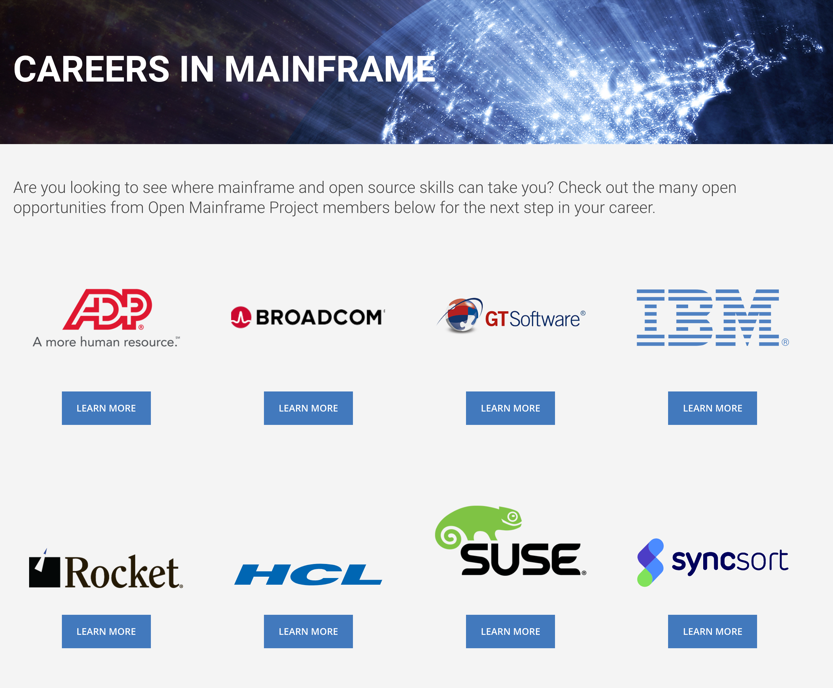 CAREERS IN MAINFRAME
Are you looking to see where mainframe and open source skills can take you? Check out the many open
opportunities from Open Mainframe Project members below for the next step in your career.
ADP®
A more human resource.℠
BROADCOM®
GTSoftware®
IBM®
LEARN MORE
LEARN MORE
LEARN MORE
LEARN MORE
Rocket®
HCL
SUSE®
syncsort
LEARN MORE
LEARN MORE
LEARN MORE
LEARN MORE